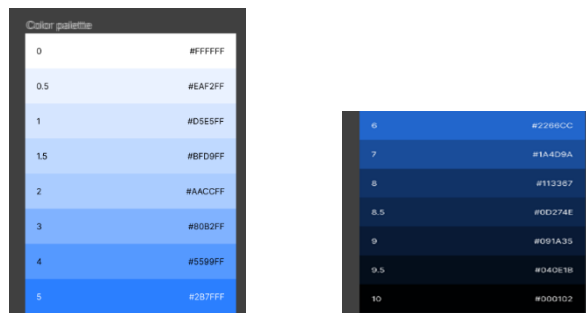 Color palette
0 #FFFFFF
0.5 #EAF2FF
1 #D5E5FF
1.5 #BFD9FF
2 #AACCFF
3 #80B2FF
4 #5599FF
5 #2B7FFF
6 #2266CC
7 #1A4D9A
8 #113367
8.5 #0D274E
9 #091A35
9.5 #040E1B
10 #000102